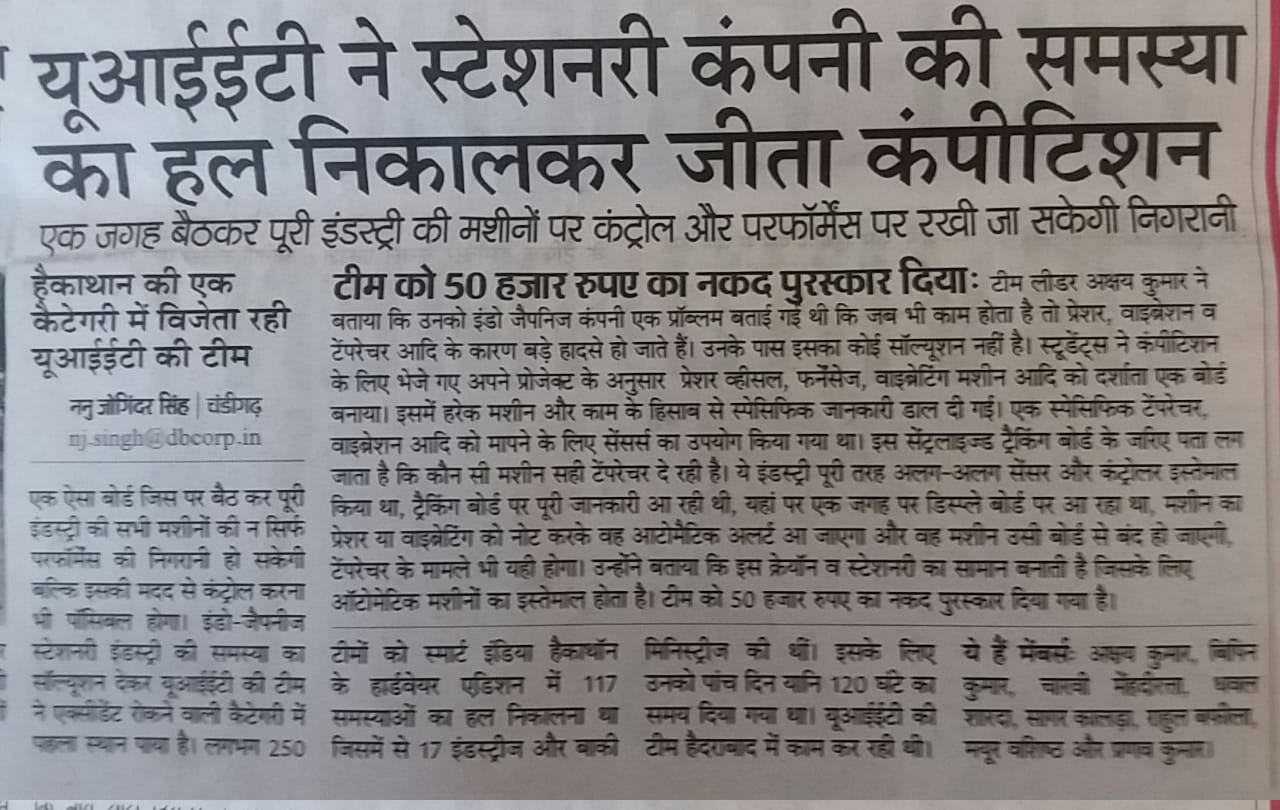 यूआईईटी ने स्टेशनरी कंपनी की समस्या
का हल निकालकर जीता कंपीटिशन
एक जगह बैठकर पूरी इंडस्ट्री की मशीनों पर कंट्रोल और परफॉर्मेंस पर रखी जा सकेगी निगरानी
हैकाथान की एक
कैटेगरी में विजेता रही
यूआईईटी की टीम
ननु जोगिंदर सिंह | चंडीगढ़
nj.singh@dbcorp.in
एक ऐसा बोर्ड जिस पर बैठ कर पूरी
इंडस्ट्री की सभी मशीनों की न सिर्फ
परफॉर्मेंस की निगरानी हो सकेगी
बल्कि इसकी मदद से कंट्रोल करना
भी पॉसिबल होगा। इंडो-जैपनीज
स्टेशनरी इंडस्ट्री की समस्या का
सॉल्यूशन देकर यूआईईटी की टीम
ने एक्सीडेंट रोकने वाली कैटेगरी में
पहला स्थान पाया है। लगभग 250
टीम को 50 हजार रुपए का नकद पुरस्कार दिया: टीम लीडर अक्षय कुमार ने
बताया कि उनको इंडो जैपनिज कंपनी एक प्रॉब्लम बताई गई थी कि जब भी काम होता है तो प्रेशर, वाइब्रेशन व
टेंपरेचर आदि के कारण बड़े हादसे हो जाते हैं। उनके पास इसका कोई सॉल्यूशन नहीं है। स्टूडेंट्स ने कंपीटिशन
के लिए भेजे गए अपने प्रोजेक्ट के अनुसार प्रेशर व्हीसल, फर्नेसेज, वाइब्रेटिंग मशीन आदि को दर्शाता एक बोर्ड
बनाया। इसमें हरेक मशीन और काम के हिसाब से स्पेसिफिक जानकारी डाल दी गई। एक स्पेसिफिक टेंपरेचर,
वाइब्रेशन आदि को मापने के लिए सेंसर्स का उपयोग किया गया था। इस सेंट्रलाइज्ड ट्रैकिंग बोर्ड के जरिए पता लग
जाता है कि कौन सी मशीन सही टेंपरेचर दे रही है। ये इंडस्ट्री पूरी तरह अलग-अलग सेंसर और कंट्रोलर इस्तेमाल
किया था, ट्रैकिंग बोर्ड पर पूरी जानकारी आ रही थी, यहां पर एक जगह पर डिस्प्ले बोर्ड पर आ रहा था, मशीन का
प्रेशर या वाइब्रेटिंग को नोट करके वह आटोमैटिक अलर्ट आ जाएगा और वह मशीन उसी बोर्ड से बंद हो जाएगी,
टेंपरेचर के मामले भी यही होगा। उन्होंने बताया कि इस क्रेयॉन व स्टेशनरी का सामान बनाती है जिसके लिए
ऑटोमेटिक मशीनों का इस्तेमाल होता है। टीम को 50 हजार रुपए का नकद पुरस्कार दिया गया है।
टीमों को स्मार्ट इंडिया हैकाथॉन
के हार्डवेयर एडिशन में 117
समस्याओं का हल निकालना था
जिसमें से 17 इंडस्ट्रीज और बाकी
मिनिस्ट्रीज की थीं। इसके लिए
उनको पांच दिन यानि 120 घंटे का
समय दिया गया था। यूआईईटी की
टीम हैदराबाद में काम कर रही थी।
ये हैं मेंबर्स: अक्षय कुमार, विपिन
कुमार, चारवी मेंहदीरत्ता, धवल
शारदा, सागर कालड़ा, राहुल
मयूर वशिष्ठ और प्रणव कुमार।